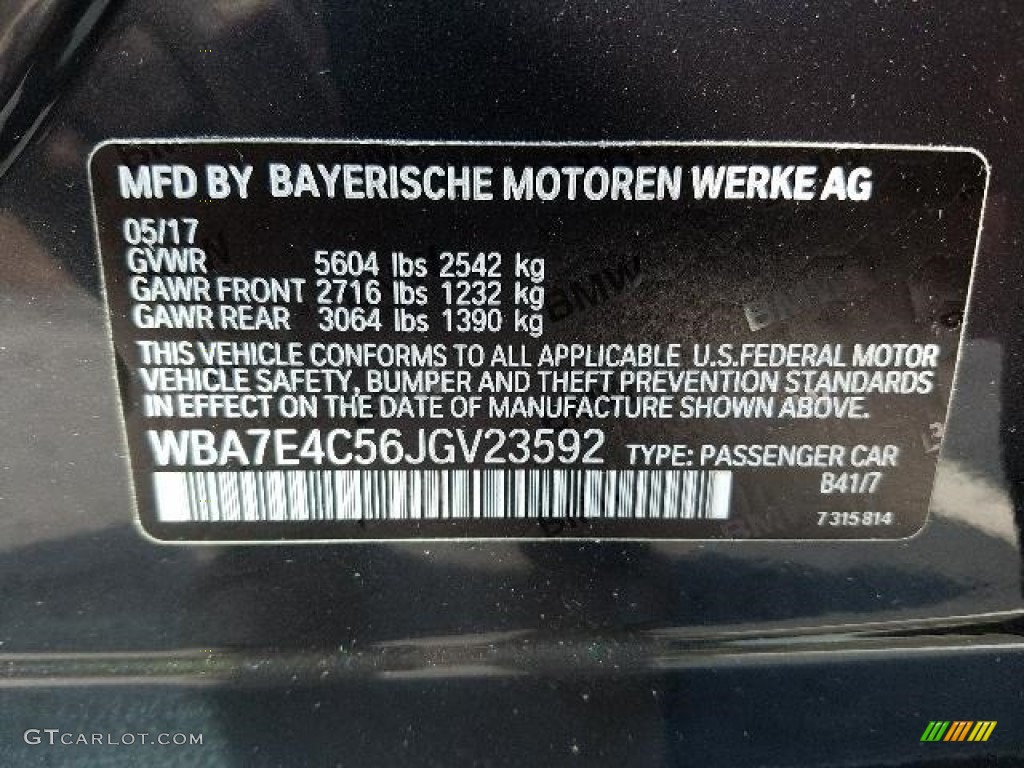 MFD BY BAYERISCHE MOTOREN WERKE AG
05/17
GVWR 5604 lbs 2542 kg
GAWR FRONT 2716 lbs 1232 kg
GAWR REAR 3064 lbs 1390 kg
THIS VEHICLE CONFORMS TO ALL APPLICABLE U.S.FEDERAL MOTOR
VEHICLE SAFETY, BUMPER AND THEFT PREVENTION STANDARDS
IN EFFECT ON THE DATE OF MANUFACTURE SHOWN ABOVE.
WBA7E4C56JGV23592 TYPE: PASSENGER CAR
B41/7
7315814
BMW
GTCARLOT.COM